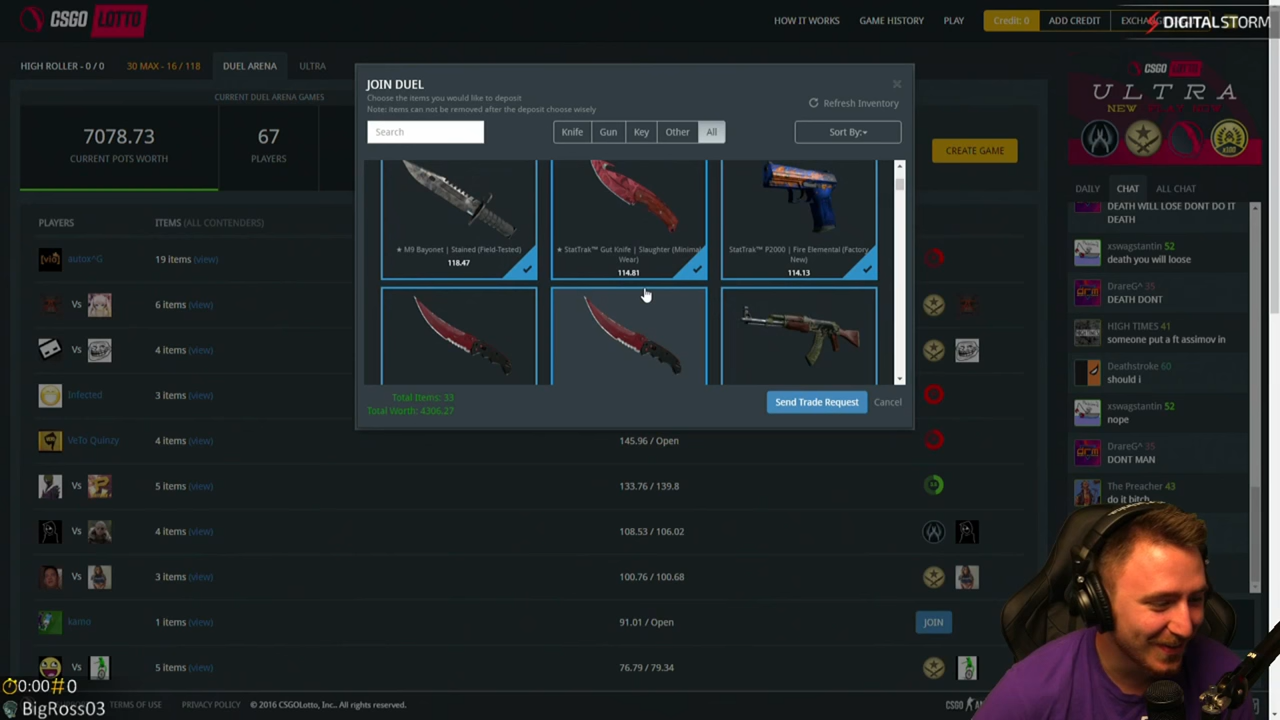 CSGO LOTTO
HOW IT WORKS
GAME HISTORY
PLAY
Credit: 0
ADD CREDIT
DIGITALSTORM
HIGH ROLLER - 0 / 0
30 MAX - 16 / 118
DUEL ARENA
ULTRA
CURRENT DUEL ARENA GAMES
7078.73
CURRENT POTS WORTH
67
PLAYERS
CREATE GAME
JOIN DUEL
Choose the items you would like to deposit
Note: items can not be removed after the deposit choose wisely
Refresh Inventory
Search
Knife
Gun
Key
Other
All
Sort By:
★ M9 Bayonet | Stained (Field-Tested)
118.47
★ StatTrak™ Gut Knife | Slaughter (Minimal Wear)
114.81
StatTrak™ P2000 | Fire Elemental (Factory New)
114.13
Total Items: 33
Total Worth: 4306.27
Send Trade Request
Cancel
PLAYERS
ITEMS (ALL CONTENDERS)
autox^G
19 items (view)
Vs
6 items (view)
Vs
4 items (view)
Infected
3 items (view)
VeTo Quinzy
4 items (view)
145.96 / Open
Vs
5 items (view)
133.76 / 139.8
Vs
4 items (view)
108.53 / 106.02
Vs
3 items (view)
100.76 / 100.68
kamo
1 items (view)
91.01 / Open
JOIN
Vs
5 items (view)
76.79 / 79.34
CSGO LOTTO
ULTRA
DAILY
CHAT
ALL CHAT
DEATH WILL LOSE DONT DO IT
DEATH
xswagstantin 52
death you will loose
DrareG^ 35
DEATH DONT
HIGH TIMES 41
someone put a ft assimov in
Deathstroke 60
should i
xswagstantin 52
nope
DrareG^ 35
DONT MAN
The Preacher 43
do it bitch
0:00 # 0
BigRoss03
TERMS OF USE
PRIVACY POLICY
© 2016 CSGOLotto, Inc.. All rights reserved.